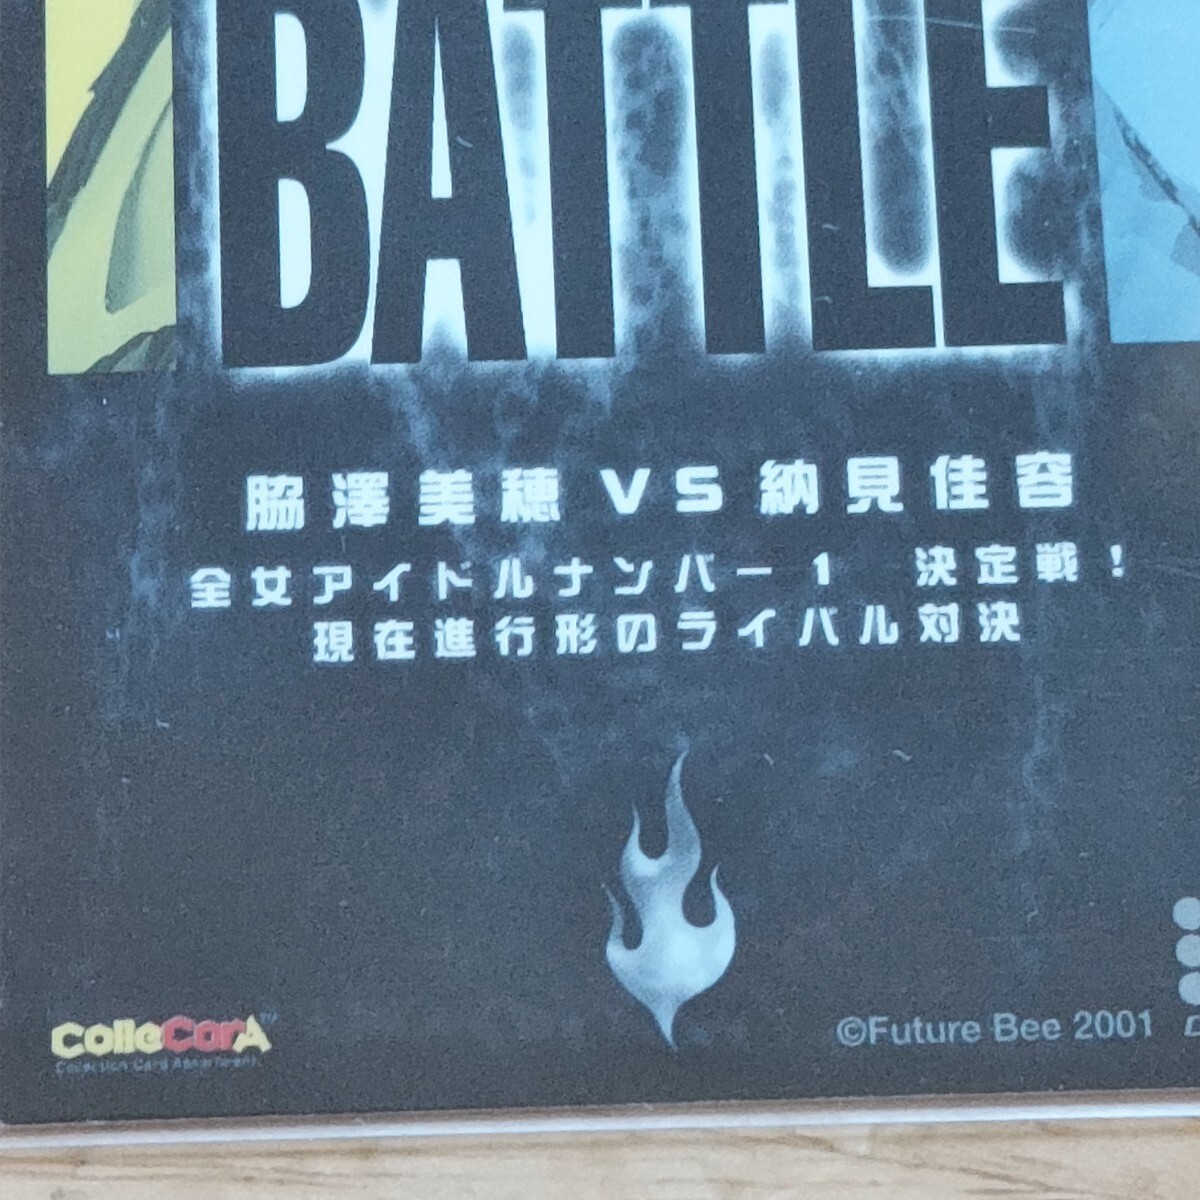 BATTLE
脇澤美穂VS納見佳容
全女アイドルナンバー1 決定戦！
現在進行形のライバル対決
ColleCarA™
Collection Card Assortment
©Future Bee 2001